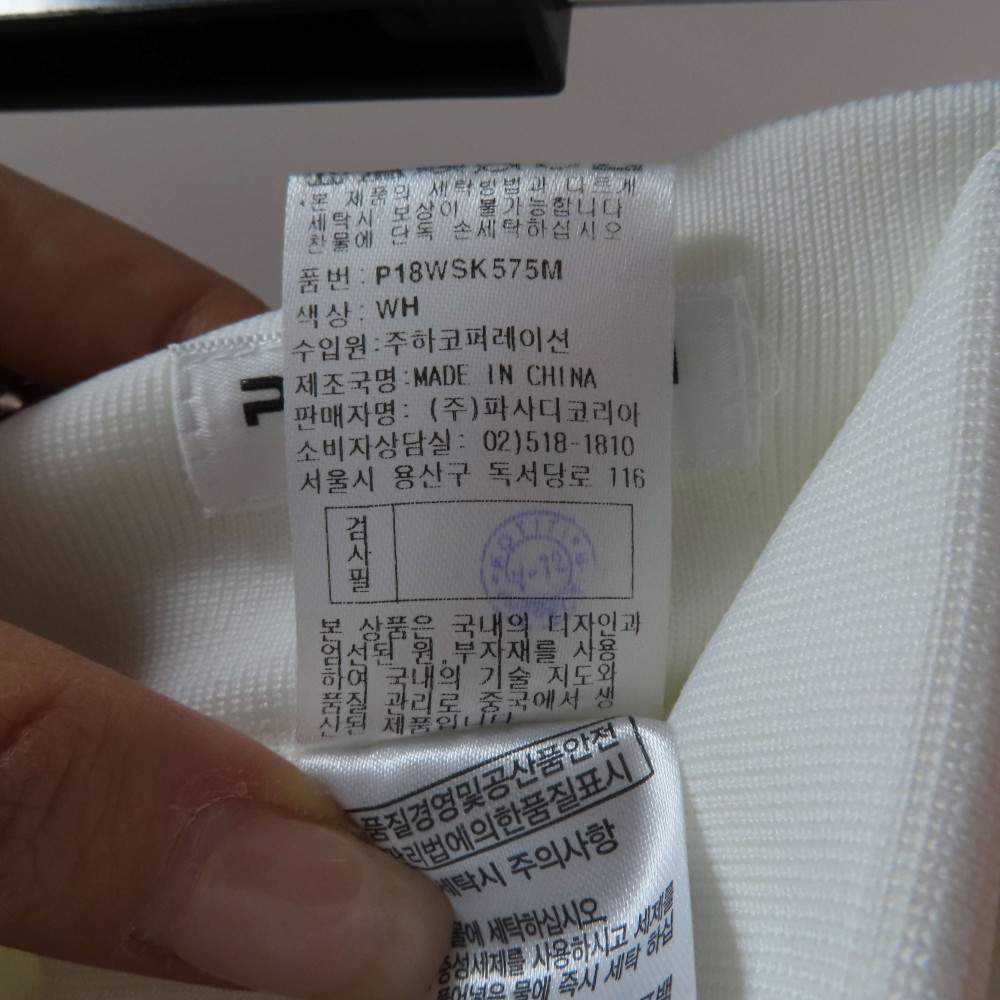 *본 제품의 세탁방법과 다르게
세탁시 보상이 불가능합니다
찬물에 단독 손세탁하십시오.
품번: P18WSK575M
색상: WH
수입원:주하코퍼레이션
제조국명:MADE IN CHINA
판매자명: (주)파사디코리아
소비자상담실: 02)518-1810
서울시 용산구 독서당로 116
검사필
KOTITI
본 상품은 국내의 디자인과
엄선된 원,부자재를 사용
하여 국내의 기술 지도와
품질 관리로 중국에서 생
산된 제품입니다
품질경영및공산품안전
관리법에의한품질표시
세탁시 주의사항
물에 세탁하십시오.
중성세제를 사용하시고 세제를
물에 즉시 세탁 하십